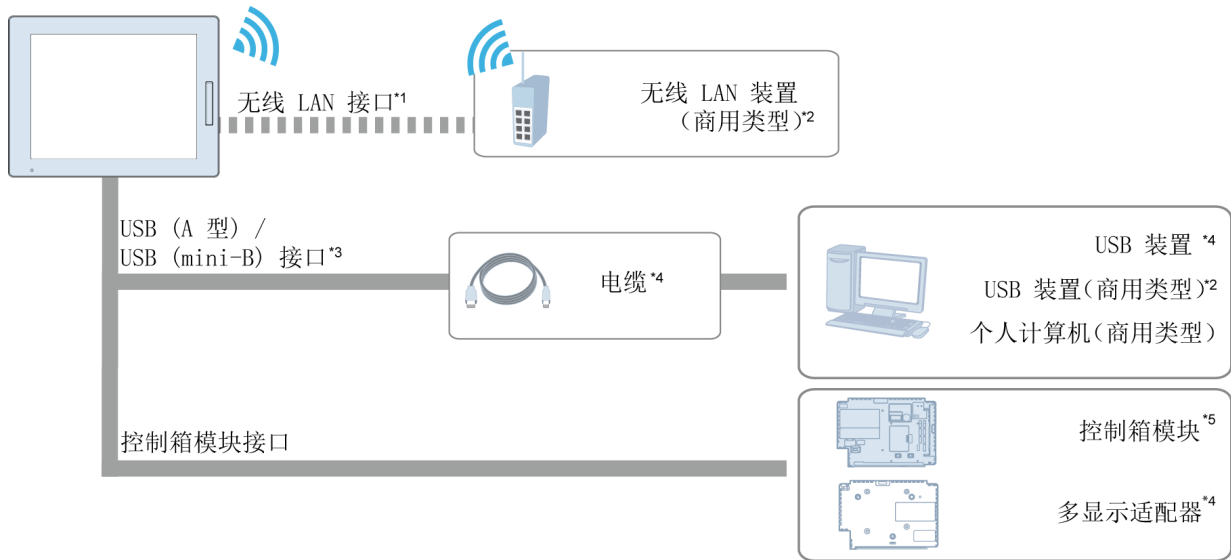 无线 LAN 接口*1
无线 LAN 装置
（商用类型）*2
USB (A 型) /
USB (mini-B) 接口*3
电缆*4
USB 装置 *4
USB 装置(商用类型)*2
个人计算机(商用类型)
控制箱模块接口
控制箱模块*5
多显示适配器*4